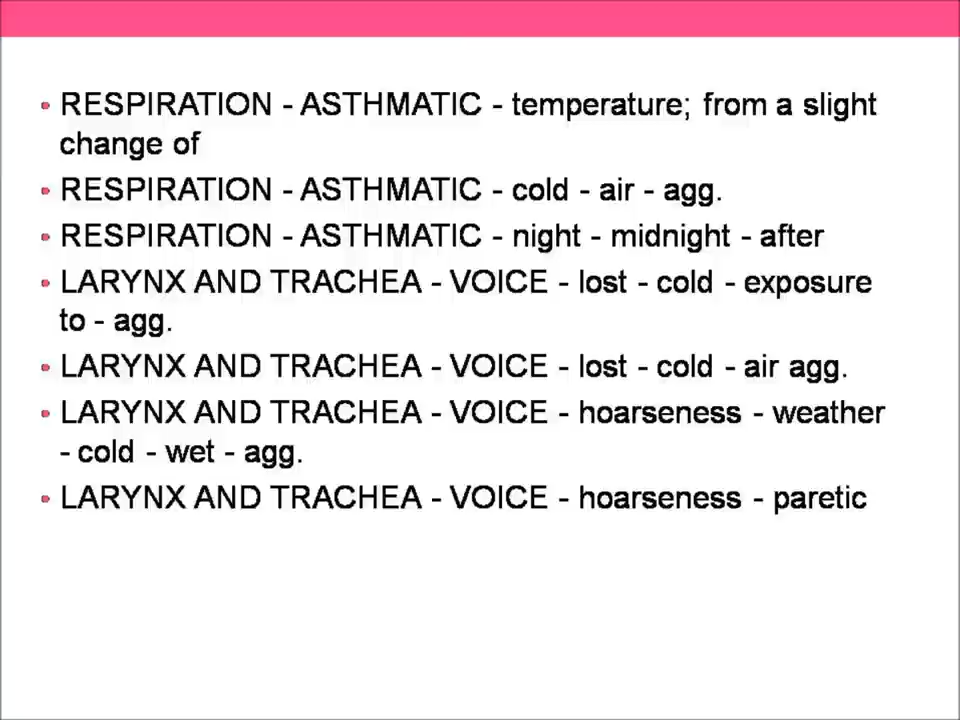 • RESPIRATION - ASTHMATIC - temperature; from a slight
change of
• RESPIRATION - ASTHMATIC - cold - air - agg.
• RESPIRATION - ASTHMATIC - night - midnight - after
• LARYNX AND TRACHEA - VOICE - lost - cold - exposure
to - agg.
• LARYNX AND TRACHEA - VOICE - lost - cold - air agg.
• LARYNX AND TRACHEA - VOICE - hoarseness - weather
- cold - wet - agg.
• LARYNX AND TRACHEA - VOICE - hoarseness - paretic